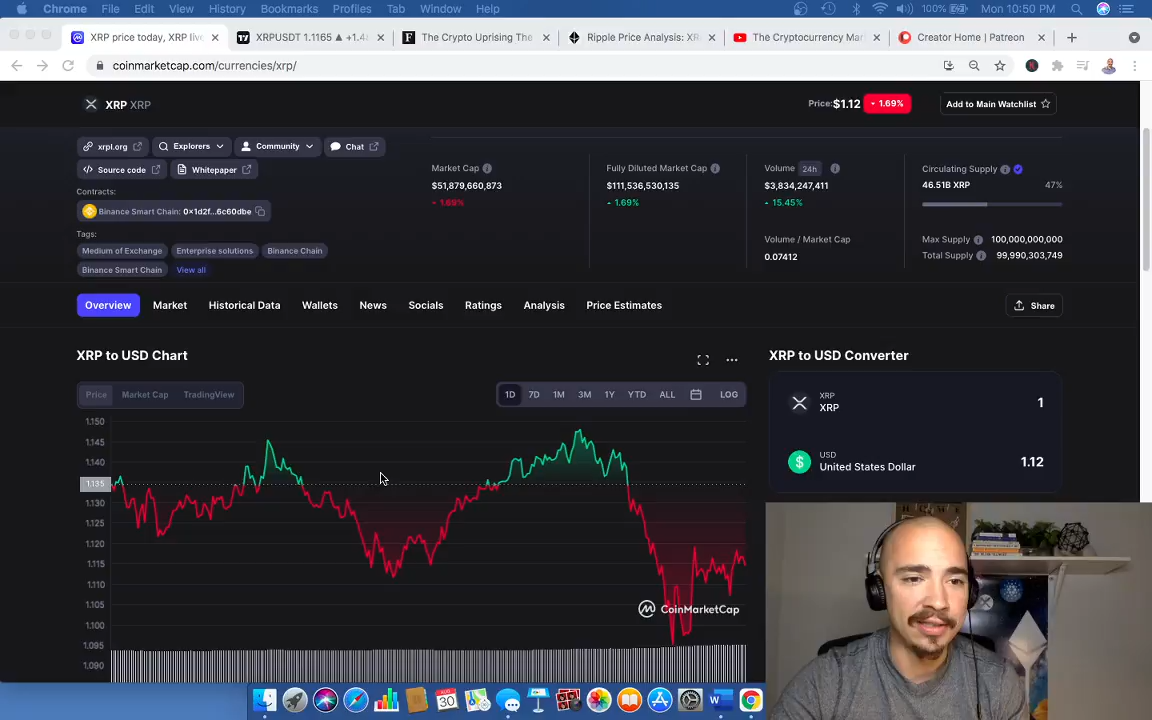 Chrome File Edit View History Bookmarks Profiles Tab Window Help 100% Mon 10:50 PM
XRP price today, XRP live XRPUSDT 1.1165 ▲ +1.4 The Crypto Uprising The Ripple Price Analysis: XR The Cryptocurrency Mar Creator Home | Patreon
coinmarketcap.com/currencies/xrp/
XRP XRP Price: $1.12 1.69% Add to Main Watchlist
xrpl.org Explorers Community Chat
Source code Whitepaper
Contracts:
Binance Smart Chain: 0x1d2f...6c60dbe
Tags:
Medium of Exchange Enterprise solutions Binance Chain
Binance Smart Chain View all
Market Cap
$51,879,660,873
1.69%
Fully Diluted Market Cap
$111,536,530,135
1.69%
Volume 24h
$3,834,247,411
15.45%
Volume / Market Cap
0.07412
Circulating Supply
46.51B XRP 47%
Max Supply 100,000,000,000
Total Supply 99,990,303,749
Overview Market Historical Data Wallets News Socials Ratings Analysis Price Estimates Share
XRP to USD Chart
Price Market Cap TradingView 1D 7D 1M 3M 1Y YTD ALL LOG
1.150
1.145
1.140
1.135
1.130
1.125
1.120
1.115
1.110
1.105
1.100
1.095
1.090
CoinMarketCap
XRP to USD Converter
XRP
XRP 1
USD
United States Dollar 1.12
AUG
30